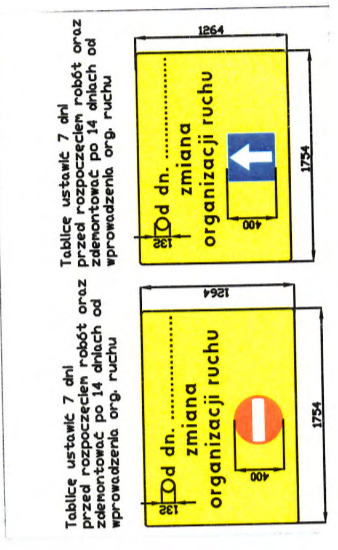 Tablice ustawić 7 dni
przed rozpoczęciem robót oraz
zdemontować po 14 dniach od
wprowadzenia org. ruchu
132
Od dn. ..................
zmiana
organizacji ruchu
400
1264
1754
Tablice ustawić 7 dni
przed rozpoczęciem robót oraz
zdemontować po 14 dniach od
wprowadzenia org. ruchu
132
Od dn. ..................
zmiana
organizacji ruchu
400
1264
1754